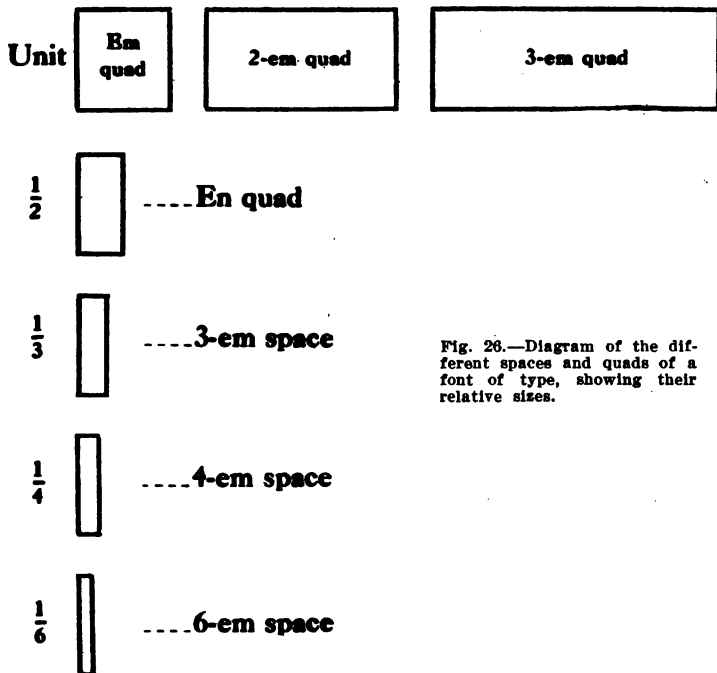 Unit
Em
quad
2-em quad
3-em quad
1/2 ----En quad
1/3 ----3-em space
Fig. 26.—Diagram of the dif-
ferent spaces and quads of a
font of type, showing their
relative sizes.
1/4 ----4-em space
1/6 ----6-em space